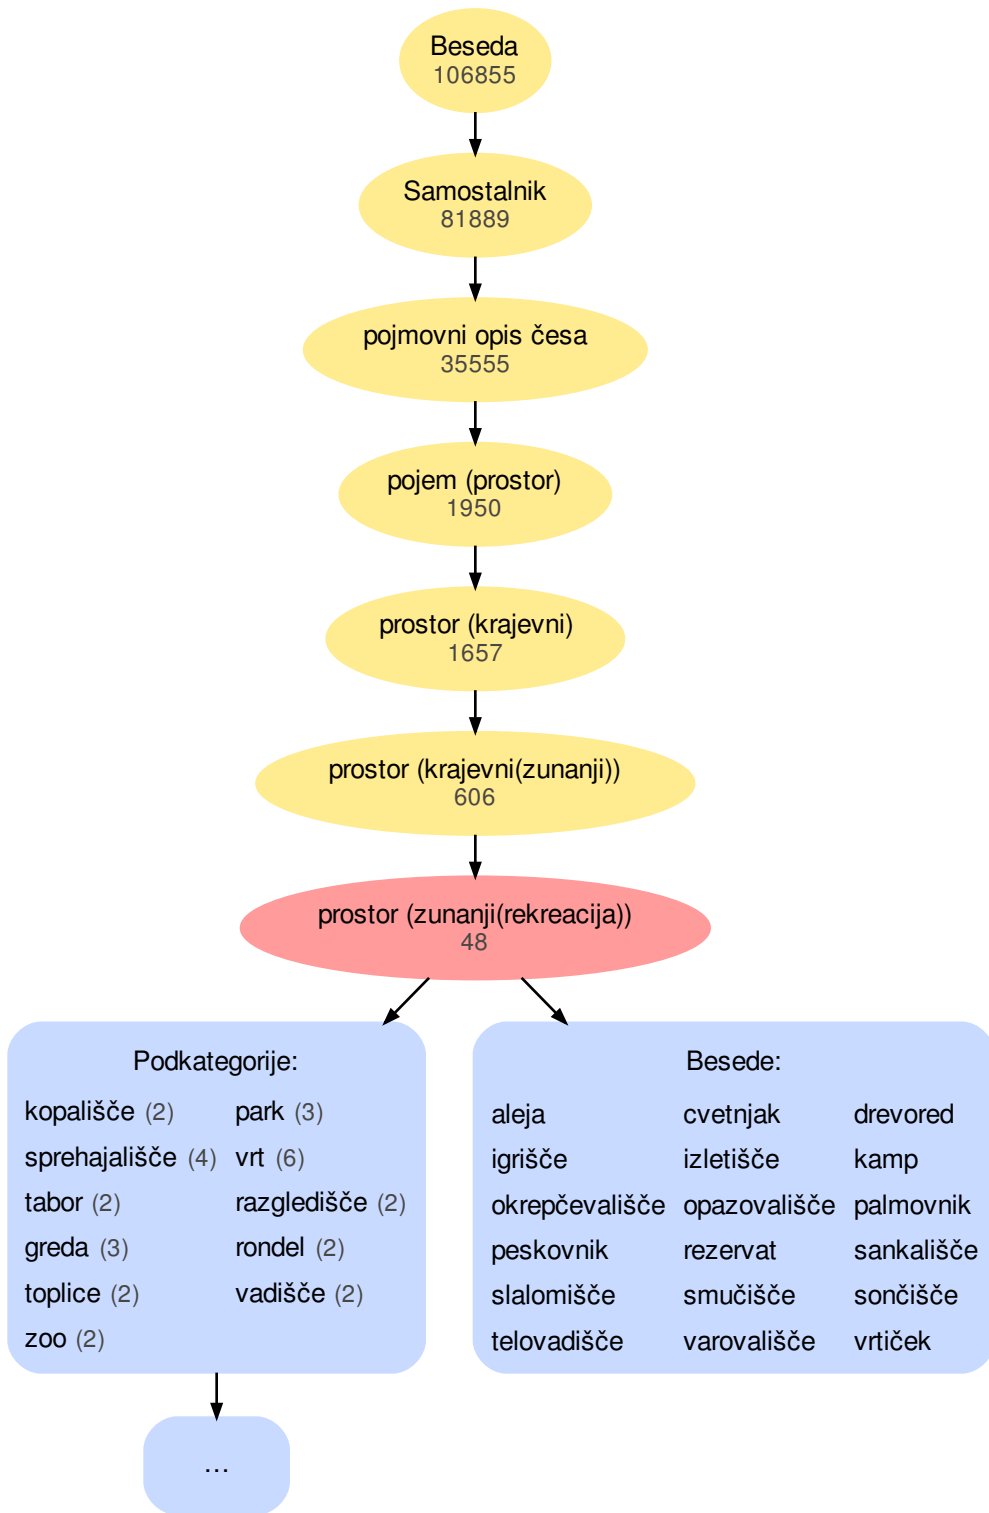 Beseda
106855
Samostalnik
81889
pojmovni opis česa
35555
pojem (prostor)
1950
prostor (krajevni)
1657
prostor (krajevni(zunanji))
606
prostor (zunanji(rekreacija))
48
Podkategorije:
kopališče (2) park (3)
sprehajališče (4) vrt (6)
tabor (2) razgledišče (2)
greda (3) rondel (2)
toplice (2) vadišče (2)
zoo (2)
Besede:
aleja cvetnjak drevored
igrišče izletišče kamp
okrepčevališče opazovališče palmovnik
peskovnik rezervat sankališče
slalomišče smučišče sončišče
telovadišče varovališče vrtiček
...